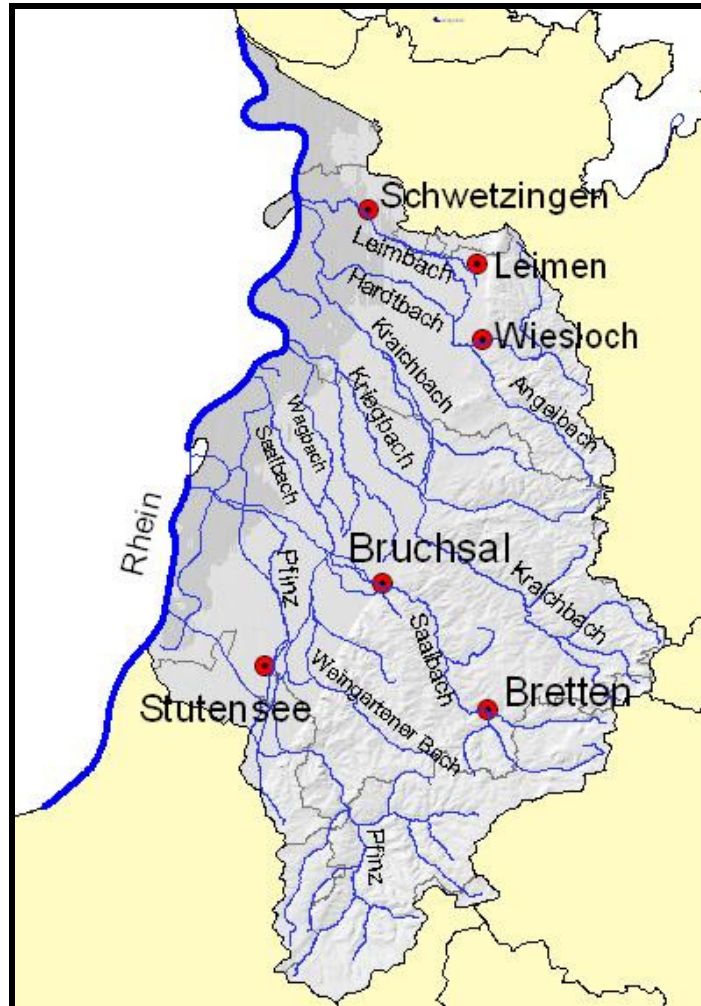 Schwetzingen
Leimbach
Leimen
Hardtbach
Wiesloch
Kraichbach
Angelbach
Kriegbach
Wagbach
Saalbach
Rhein
Bruchsal
Pfinz
Kraichbach
Saalbach
Weingartener Bach
Bretten
Stutensee
Pfinz